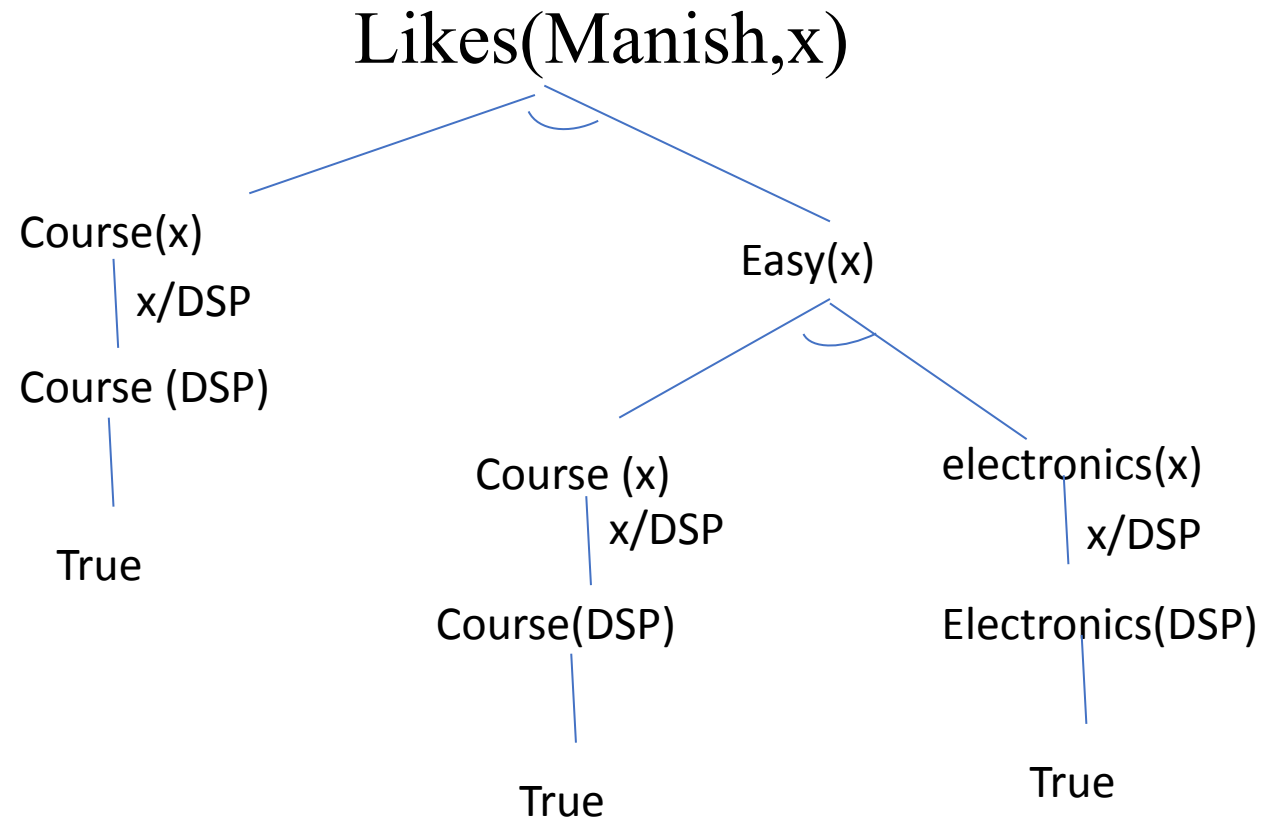 Likes(Manish,x)
Course(x)
Easy(x)
x/DSP
Course (DSP)
Course (x)
electronics(x)
x/DSP
x/DSP
True
Course(DSP)
Electronics(DSP)
True
True